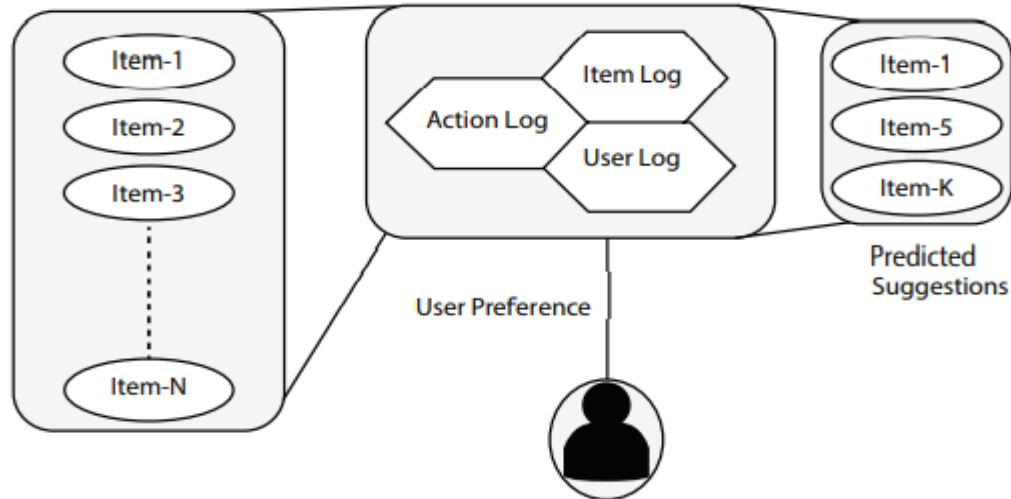 Item-1
Item-2
Item-3
Item-N
Item Log
Action Log
User Log
User Preference
Item-1
Item-5
Item-K
Predicted
Suggestions